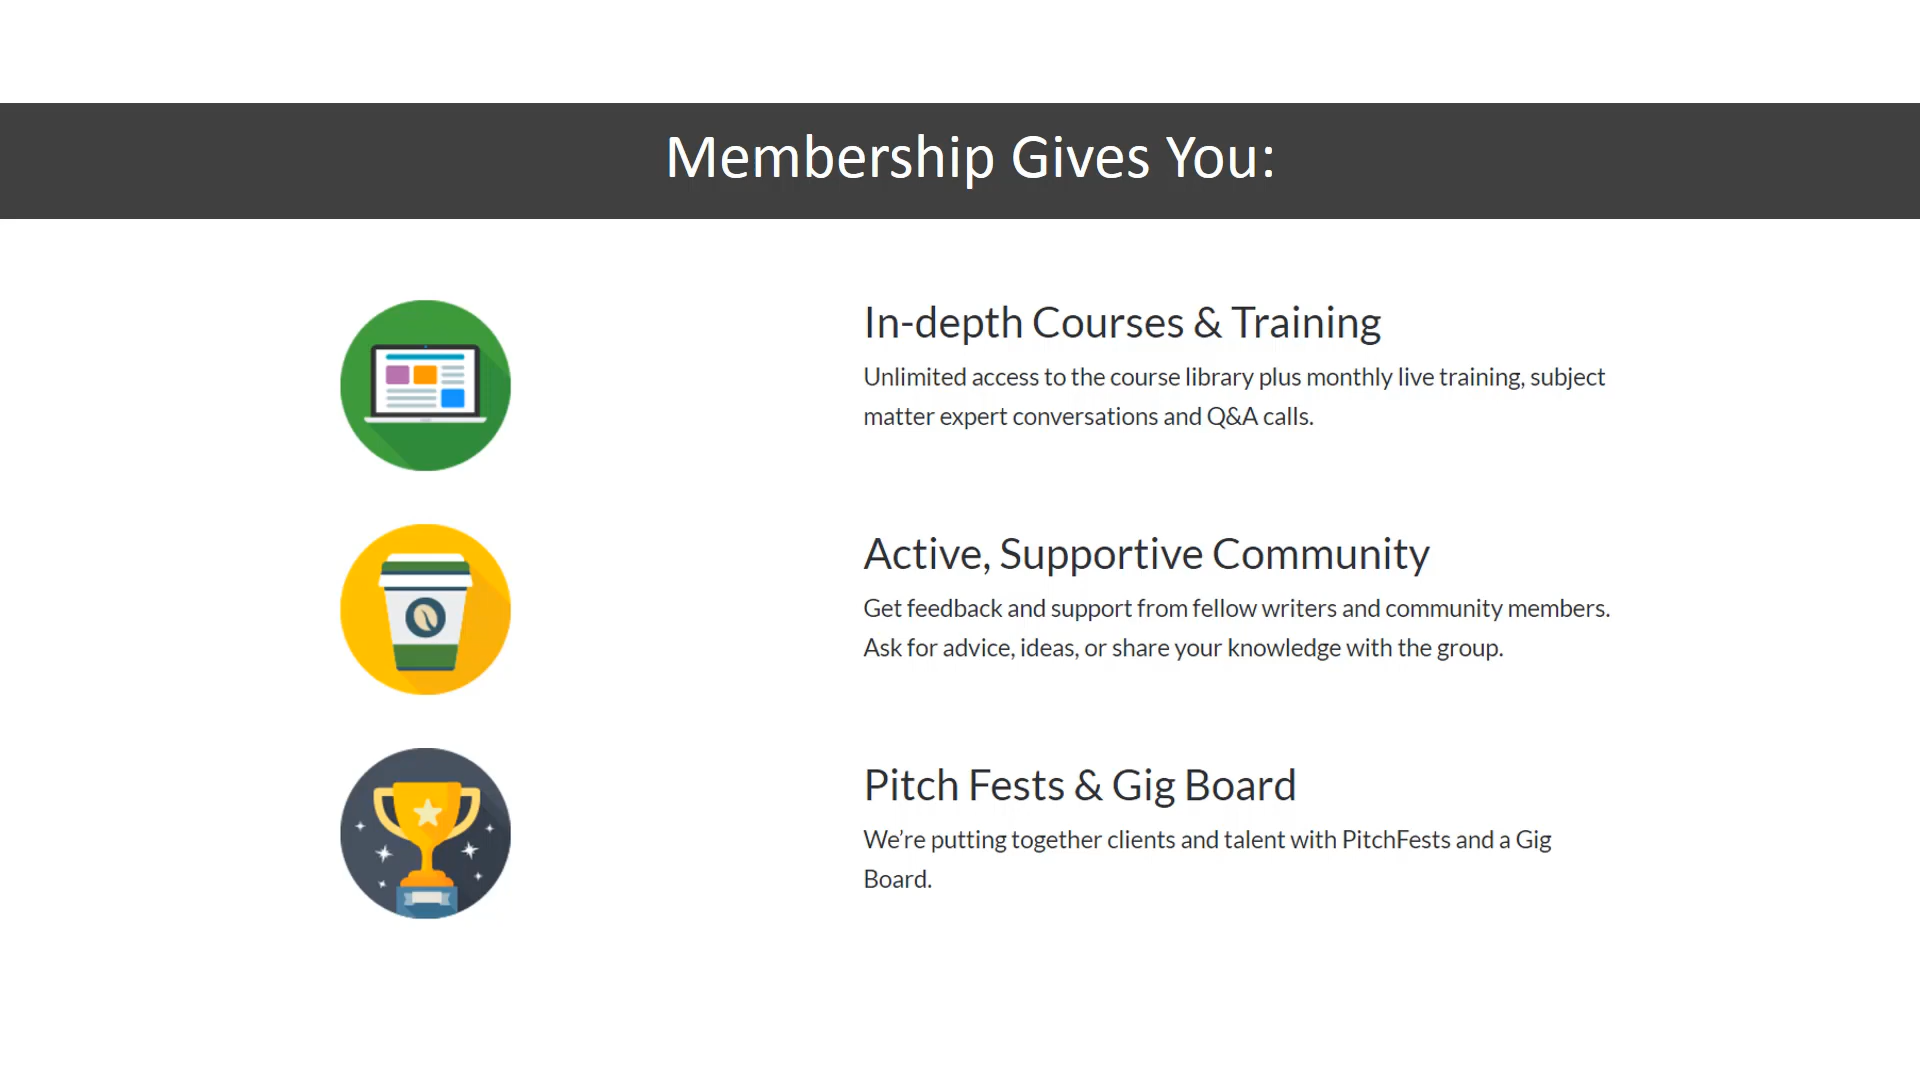 Membership Gives You:
In-depth Courses & Training
Unlimited access to the course library plus monthly live training, subject
matter expert conversations and Q&A calls.
Active, Supportive Community
Get feedback and support from fellow writers and community members.
Ask for advice, ideas, or share your knowledge with the group.
Pitch Fests & Gig Board
We’re putting together clients and talent with PitchFests and a Gig
Board.